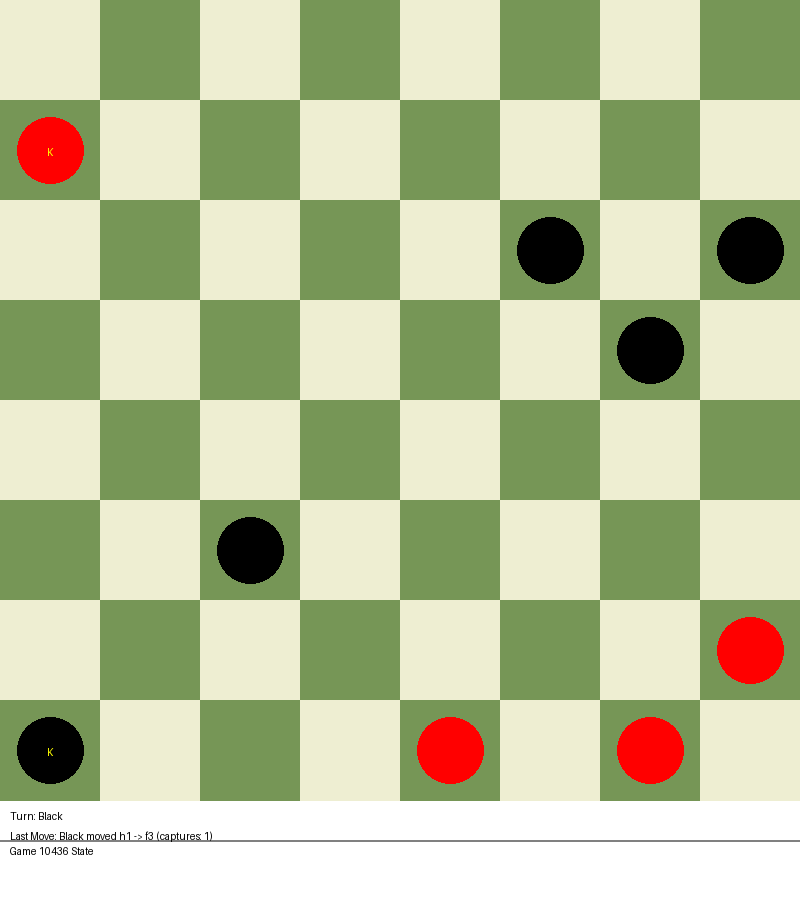 K
K
Turn: Black
Last Move: Black moved h1 -> f3 (captures: 1)
Game 10436 State